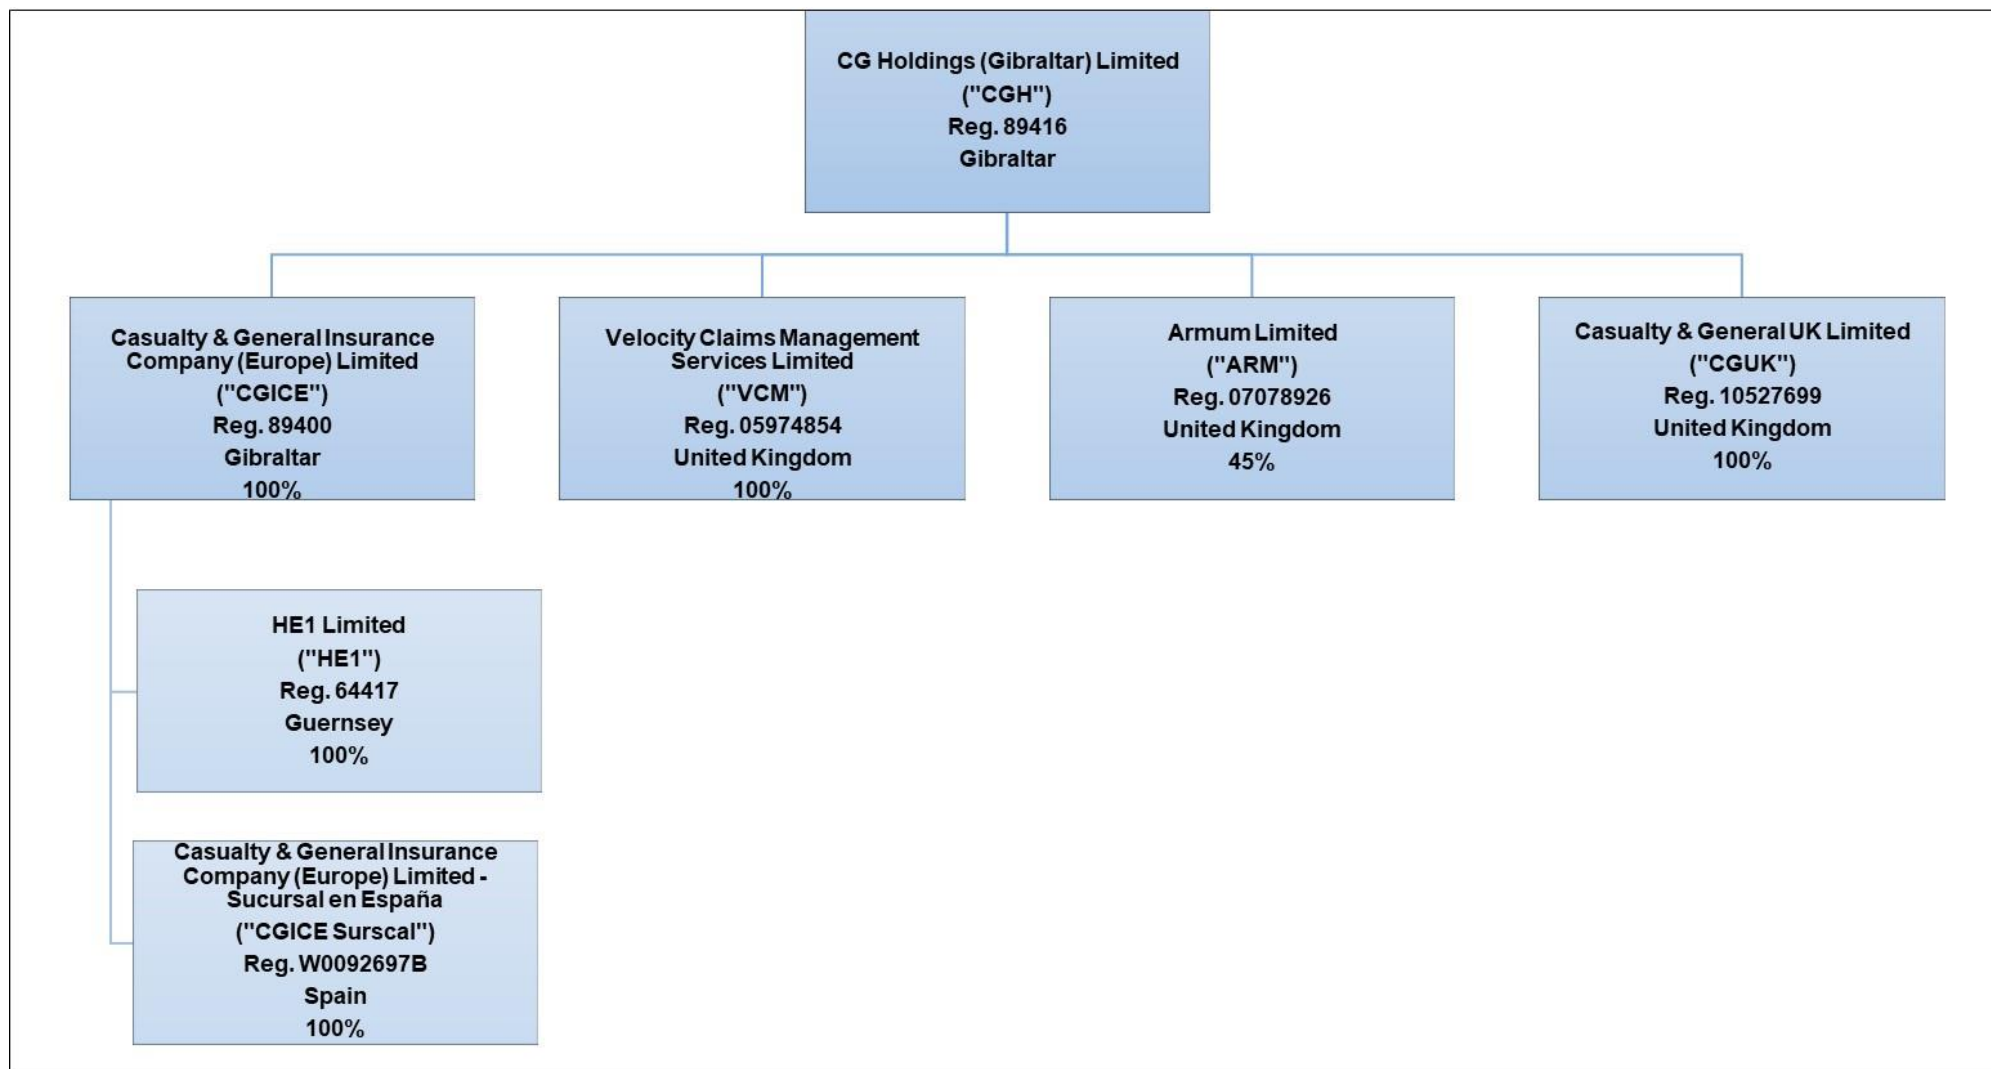 CG Holdings (Gibraltar) Limited
("CGH")
Reg. 89416
Gibraltar
Casualty & General Insurance
Company (Europe) Limited
("CGICE")
Reg. 89400
Gibraltar
100%
Velocity Claims Management
Services Limited
("VCM")
Reg. 05974854
United Kingdom
100%
Armum Limited
("ARM")
Reg. 07078926
United Kingdom
45%
Casualty & General UK Limited
("CGUK")
Reg. 10527699
United Kingdom
100%
HE1 Limited
("HE1")
Reg. 64417
Guernsey
100%
Casualty & General Insurance
Company (Europe) Limited -
Sucursal en España
("CGICE Surscal")
Reg. W0092697B
Spain
100%